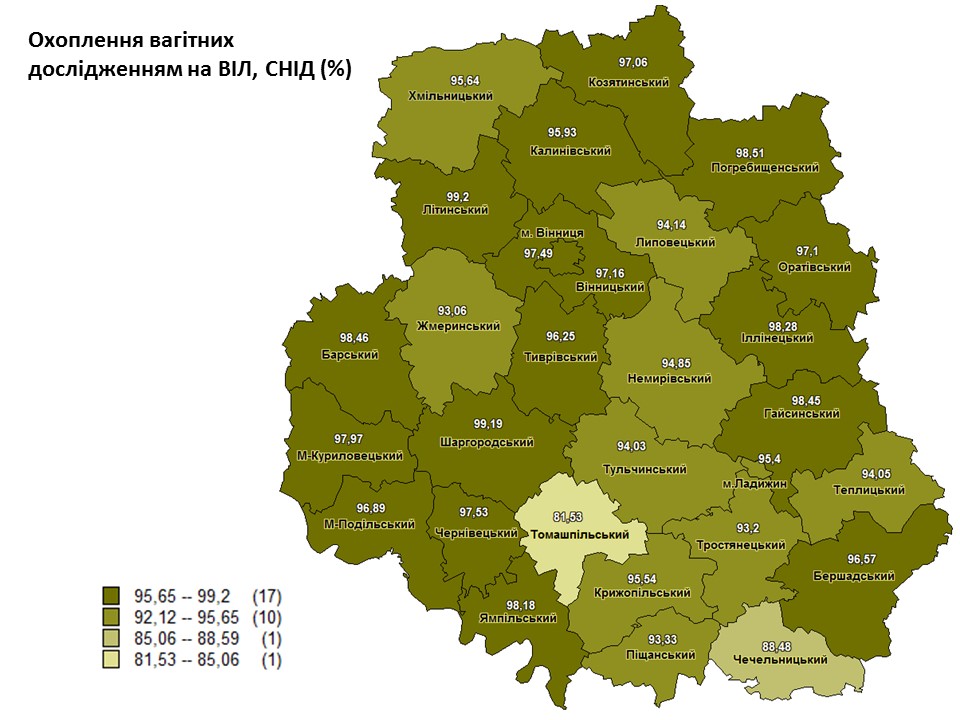 Охоплення вагітних
дослідженням на ВІЛ, СНІД (%)
97,06
Козятинський
95,64
Хмільницький
95,93
Калинівський
98,51
Погребищенський
99,2
Літинський
94,14
Липовецький
м. Вінниця
97,49
97,16
Вінницький
97,1
Оратівський
93,06
Жмеринський
98,46
Барський
96,25
Тиврівський
98,28
Іллінецький
94,85
Немирівський
98,45
Гайсинський
99,19
Шаргородський
97,97
М-Куриловецький
94,03
Тульчинський
95,4
м.Ладижин
94,05
Теплицький
96,89
М-Подільський
97,53
Чернівецький
81,53
Томашпільський
93,2
Тростянецький
96,57
Бершадський
95,54
Крижопільський
98,18
Ямпільський
93,33
Піщанський
88,48
Чечельницький
95,65 -- 99,2 (17)
92,12 -- 95,65 (10)
85,06 -- 88,59 (1)
81,53 -- 85,06 (1)